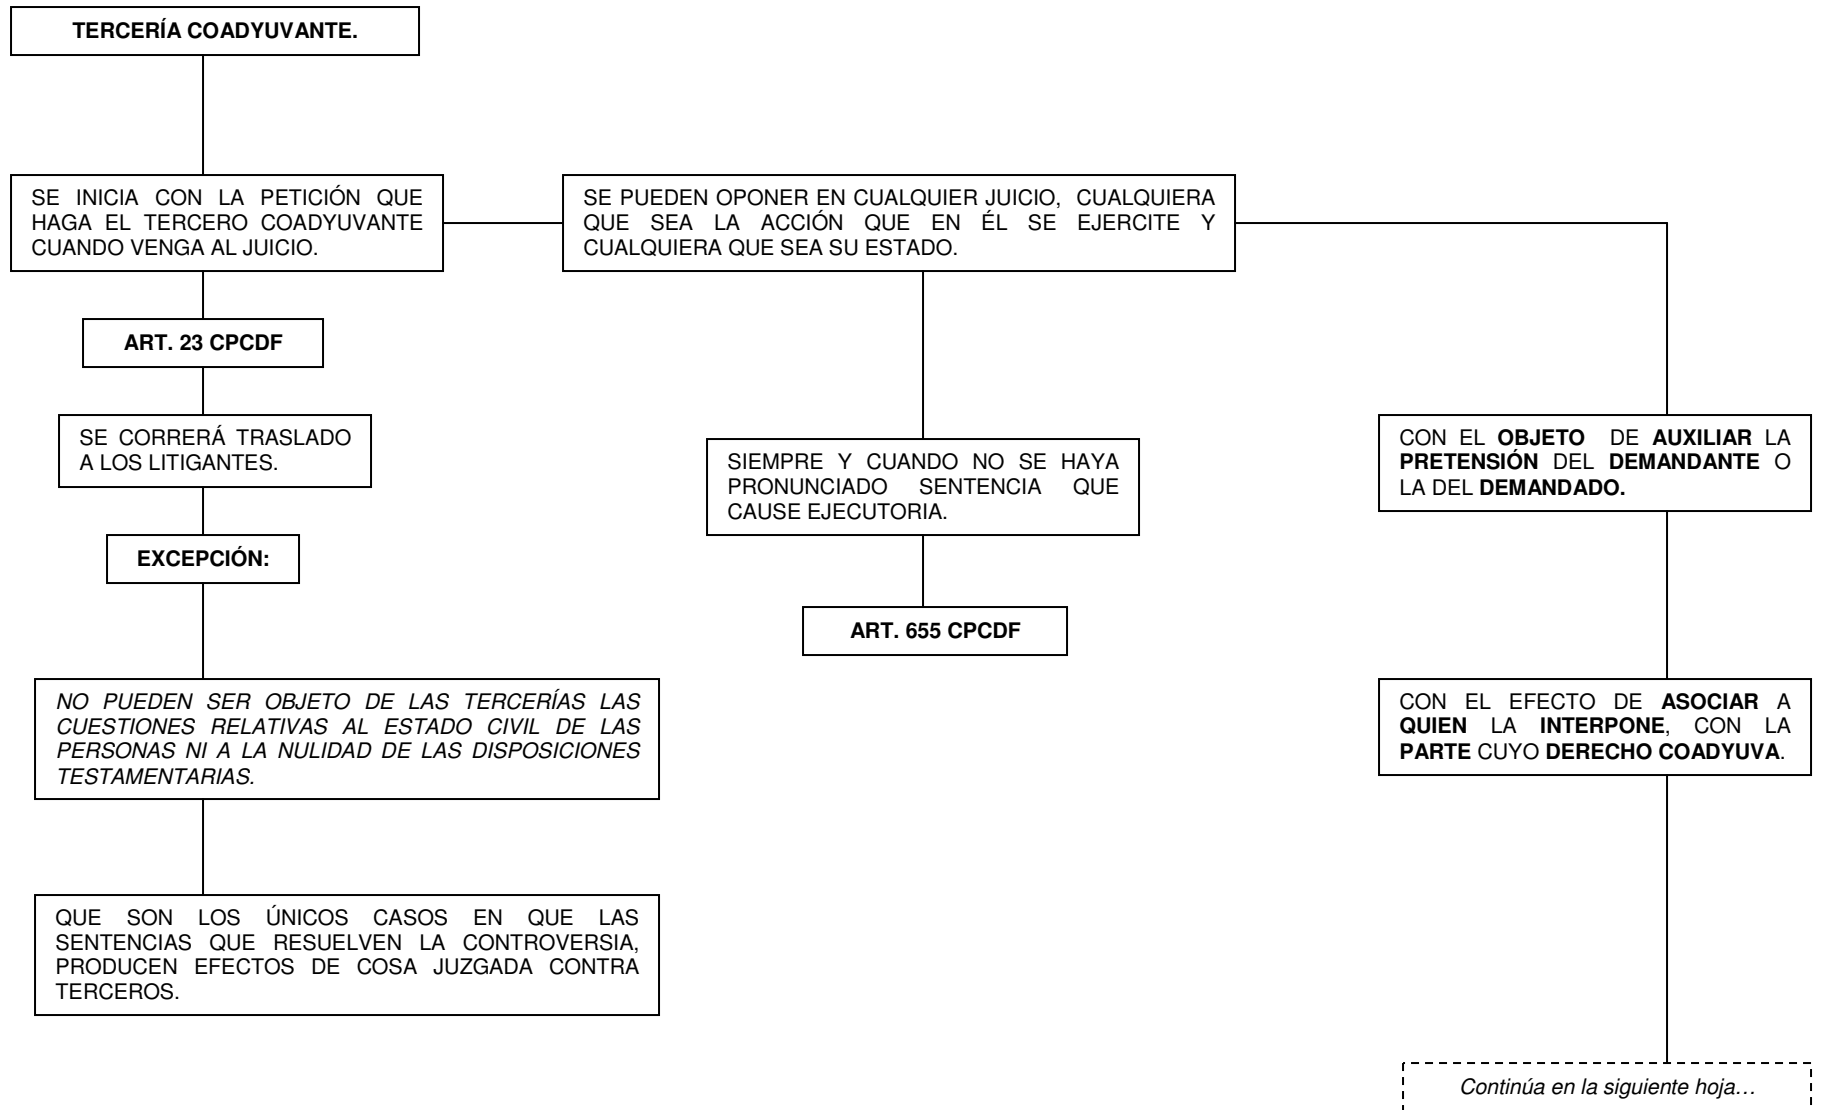 TERCERÍA COADYUVANTE.
SE INICIA CON LA PETICIÓN QUE
HAGA EL TERCERO COADYUVANTE
CUANDO VENGA AL JUICIO.
SE PUEDEN OPONER EN CUALQUIER JUICIO, CUALQUIERA
QUE SEA LA ACCIÓN QUE EN ÉL SE EJERCITE Y
CUALQUIERA QUE SEA SU ESTADO.
ART. 23 CPCDF
SE CORRERÁ TRASLADO
A LOS LITIGANTES.
EXCEPCIÓN:
NO PUEDEN SER OBJETO DE LAS TERCERÍAS LAS
CUESTIONES RELATIVAS AL ESTADO CIVIL DE LAS
PERSONAS NI A LA NULIDAD DE LAS DISPOSICIONES
TESTAMENTARIAS.
QUE SON LOS ÚNICOS CASOS EN QUE LAS
SENTENCIAS QUE RESUELVEN LA CONTROVERSIA,
PRODUCEN EFECTOS DE COSA JUZGADA CONTRA
TERCEROS.
SIEMPRE Y CUANDO NO SE HAYA
PRONUNCIADO SENTENCIA QUE
CAUSE EJECUTORIA.
ART. 655 CPCDF
CON EL OBJETO DE AUXILIAR LA
PRETENSIÓN DEL DEMANDANTE O
LA DEL DEMANDADO.
CON EL EFECTO DE ASOCIAR A
QUIEN LA INTERPONE, CON LA
PARTE CUYO DERECHO COADYUVA.
Continúa en la siguiente hoja…